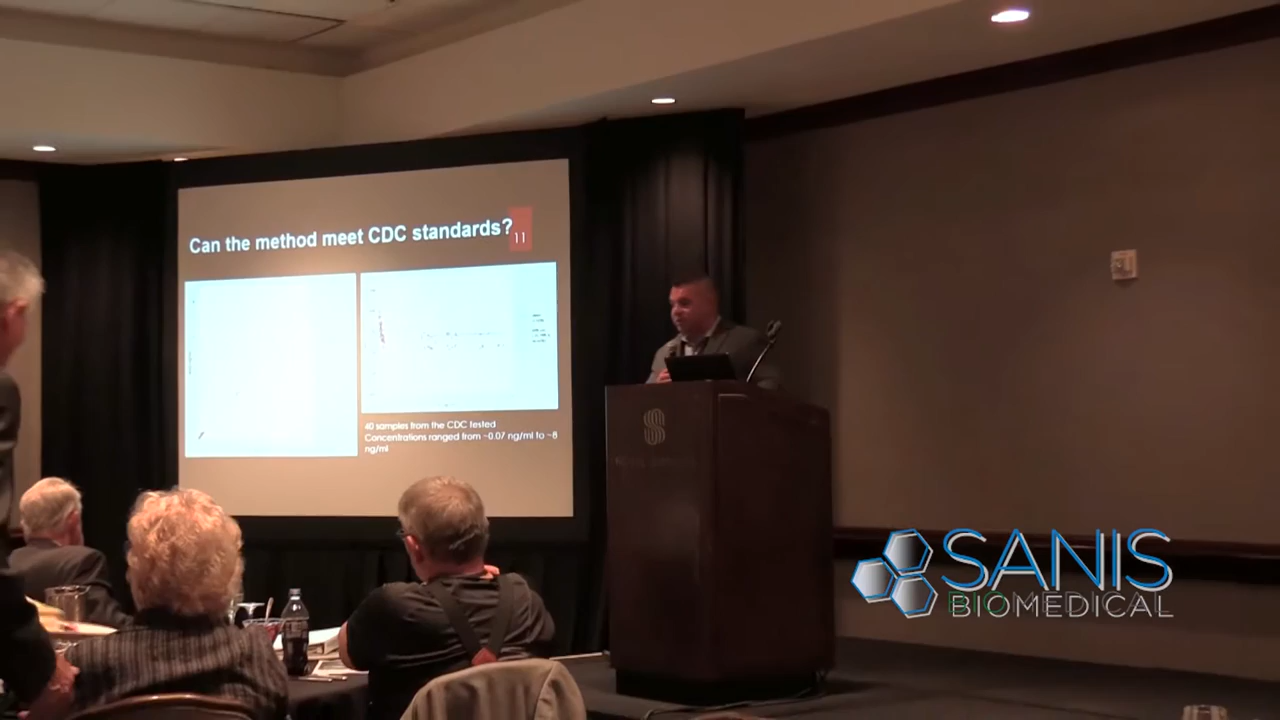 Can the method meet CDC standards?
11
40 samples from the CDC tested
Concentrations ranged from ~0.07 ng/ml to ~8
ng/ml
SANIS
BIOMEDICAL